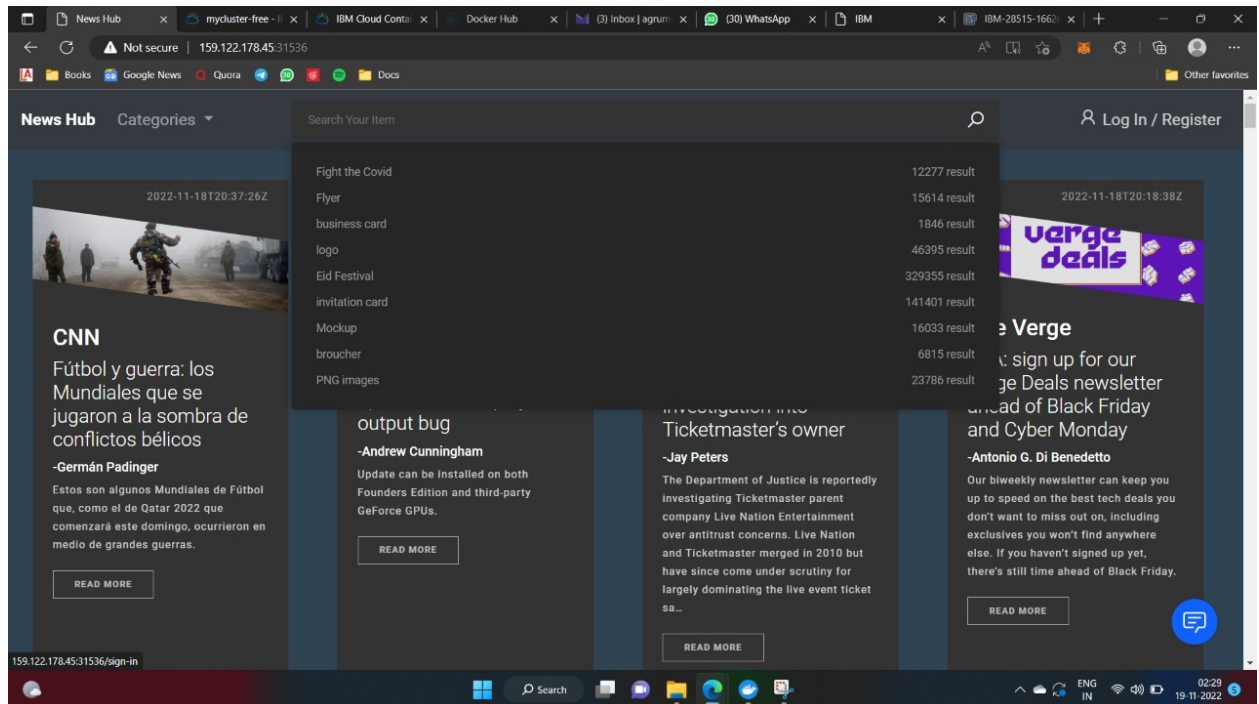 News Hub
mycluster-free - I
IBM Cloud Contai
Docker Hub
(3) Inbox | agrum
(30) WhatsApp
IBM
IBM-28515-1662
Not secure | 159.122.178.45:31536
Books
Google News
Quora
Docs
Other favorites
News Hub
Categories
Search Your Item
Log In / Register
Fight the Covid 12277 result
Flyer 15614 result
business card 1846 result
logo 46395 result
Eid Festival 329355 result
invitation card 141401 result
Mockup 16033 result
broucher 6815 result
PNG images 23786 result
2022-11-18T20:37:26Z
CNN
Fútbol y guerra: los
Mundiales que se
jugaron a la sombra de
conflictos bélicos
-Germán Padinger
Estos son algunos Mundiales de Fútbol
que, como el de Qatar 2022 que
comenzará este domingo, ocurrieron en
medio de grandes guerras.
READ MORE
output bug
-Andrew Cunningham
Update can be installed on both
Founders Edition and third-party
GeForce GPUs.
READ MORE
investigation into
Ticketmaster's owner
-Jay Peters
The Department of Justice is reportedly
investigating Ticketmaster parent
company Live Nation Entertainment
over antitrust concerns. Live Nation
and Ticketmaster merged in 2010 but
have since come under scrutiny for
largely dominating the live event ticket
sa…
READ MORE
2022-11-18T20:18:38Z
verge
deals
e Verge
: sign up for our
ge Deals newsletter
ahead of Black Friday
and Cyber Monday
-Antonio G. Di Benedetto
Our biweekly newsletter can keep you
up to speed on the best tech deals you
don't want to miss out on, including
exclusives you won't find anywhere
else. If you haven't signed up yet,
there's still time ahead of Black Friday.
READ MORE
159.122.178.45:31536/sign-in
Search
ENG
IN
02:29
19-11-2022